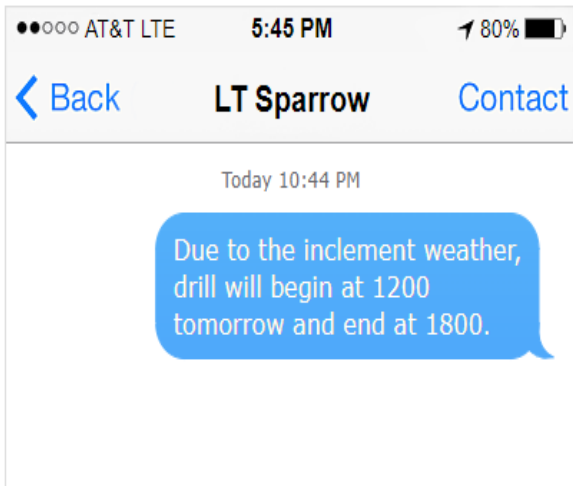 AT&T LTE 5:45 PM 80%
Back LT Sparrow Contact
Today 10:44 PM
Due to the inclement weather,
drill will begin at 1200
tomorrow and end at 1800.